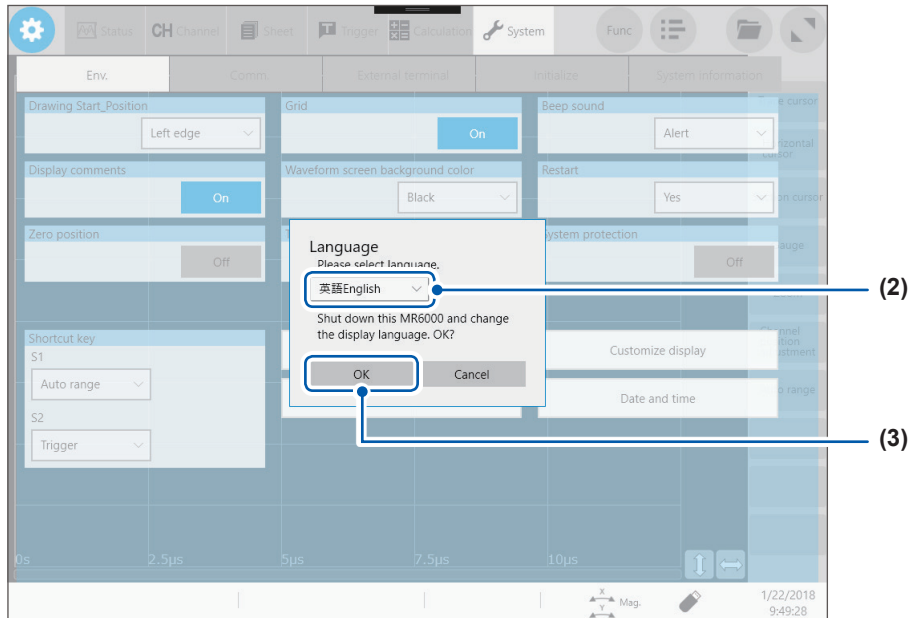 Status
CH Channel
Sheet
Trigger
Calculation
System
Func
Env.
Comm.
External terminal
Initialize
System information
Drawing Start_Position
Left edge
Grid
On
Beep sound
Alert
cursor
Display comments
On
Waveform screen background color
Black
Restart
Yes
cursor
Zero position
Off
System protection
Off
Language
Please select language.
英語English
(2)
Shut down this MR6000 and change
the display language. OK?
OK
Cancel
(3)
Shortcut key
S1
Auto range
S2
Trigger
Customize display
Date and time
range
0s
2.5μs
5μs
7.5μs
10μs
X
Y
Mag.
1/22/2018
9:49:28